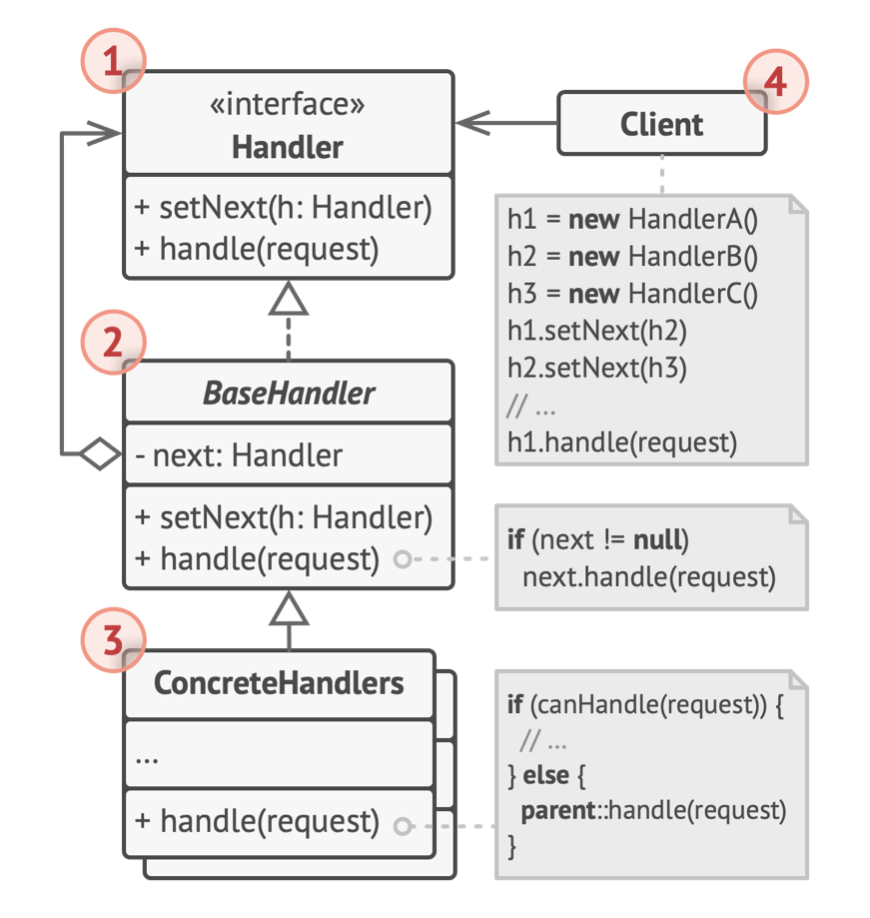 1
«interface»
Handler
+ setNext(h: Handler)
+ handle(request)
4
Client
h1 = new HandlerA()
h2 = new HandlerB()
h3 = new HandlerC()
h1.setNext(h2)
h2.setNext(h3)
// ...
h1.handle(request)
2
BaseHandler
- next: Handler
+ setNext(h: Handler)
+ handle(request)
if (next != null)
next.handle(request)
3
ConcreteHandlers
...
+ handle(request)
if (canHandle(request)) {
// ...
} else {
parent::handle(request)
}